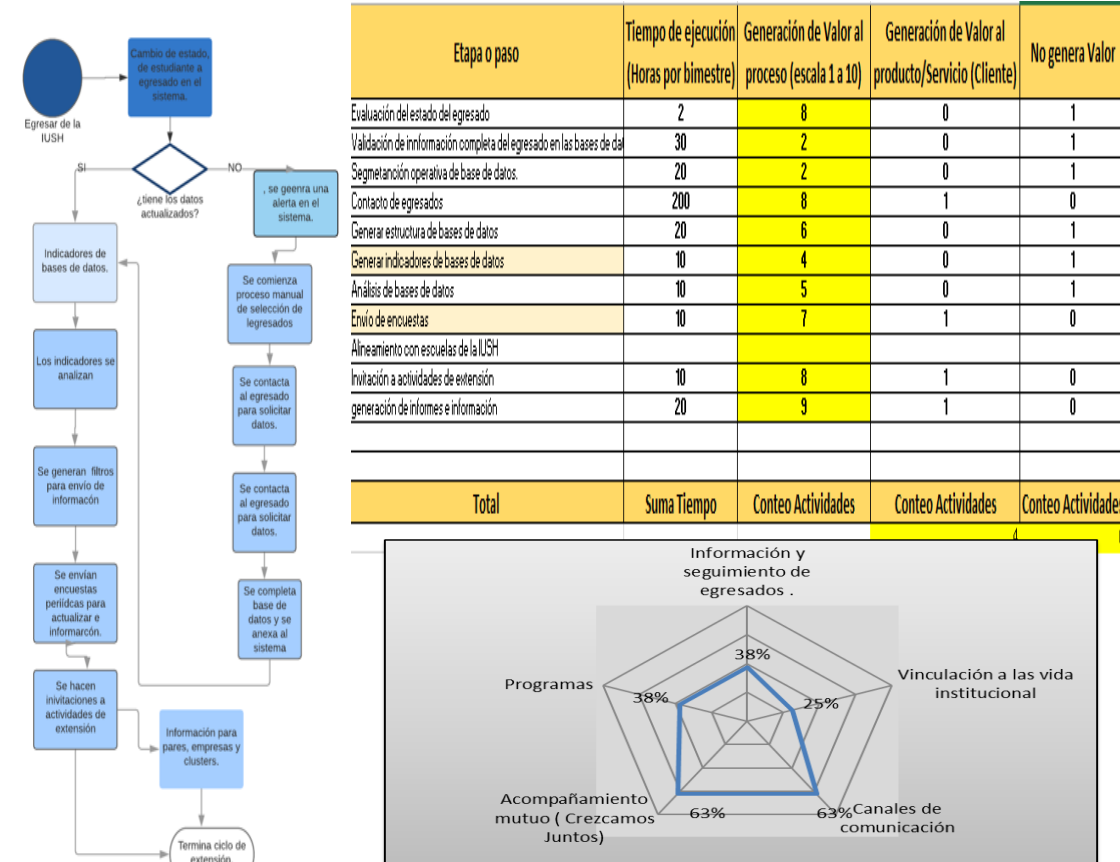 Egresar de la
IUSH
Cambio de estado,
de estudiante a
egresado en el
sistema.
SI
NO
¿tiene los datos
actualizados?
, se geenra una
alerta en el
sistema.
Indicadores de
bases de datos.
Se comienza
proceso manual
de selección de
legresados
Los indicadores se
analizan
Se contacta
al egresado
para solicitar
datos.
Se generan filtros
para envío de
informacón
Se contacta
al egresado
para solicitar
datos.
Se envían
encuestas
periídcas para
actualizar e
informarcón.
Se completa
base de
datos y se
anexa al
sistema
Se hacen
inivitaciones a
actividades de
extensión
Información para
pares, empresas y
clusters.
Termina ciclo de
extensión
Etapa o paso
Tiempo de ejecución
(Horas por bimestre)
Generación de Valor al
proceso (escala 1 a 10)
Generación de Valor al
producto/Servicio (Cliente)
No genera Valor
Evaluación del estado del egresado 2 8 0 1
Validación de innformación completa del egresado en las bases de dat 30 2 0 1
Segmetanción operativa de base de datos. 20 2 0 1
Contacto de egresados 200 8 1 0
Generar estructura de bases de datos 20 6 0 1
Generar indicadores de bases de datos 10 4 0 1
Análisis de bases de datos 10 5 0 1
Envío de encuestas 10 7 1 0
Alineamiento con escuelas de la IUSH
Invitación a actividades de extensión 10 8 1 0
generación de informes e información 20 9 1 0
Total Suma Tiempo Conteo Actividades Conteo Actividades Conteo Actividades
Información y
seguimiento de
egresados .
38%
Vinculación a las vida
institucional
25%
Canales de
comunicación
63%
Acompañamiento
mutuo ( Crezcamos
Juntos)
63%
Programas
38%